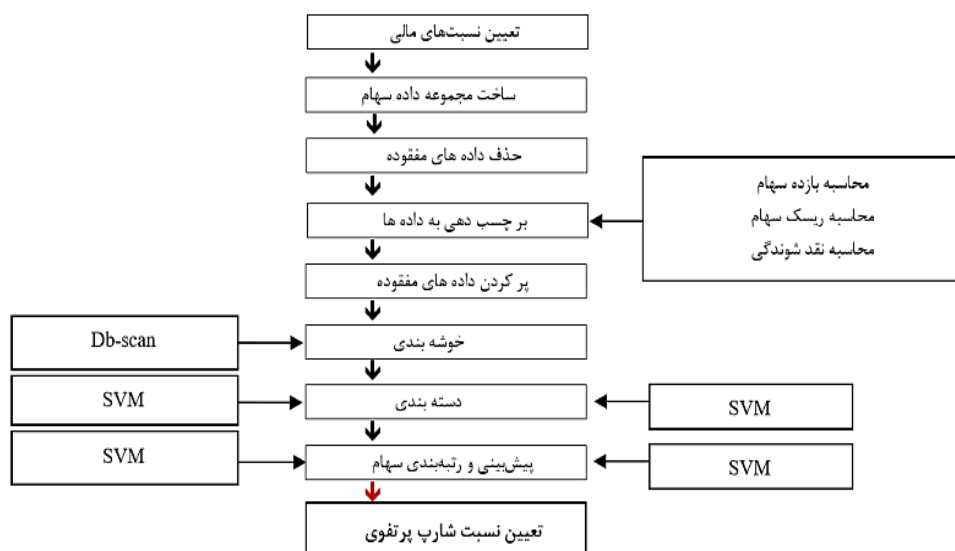 تعیین نسبت‌های مالی
ساخت مجموعه داده سهام
حذف داده های مفقوده
محاسبه بازده سهام
محاسبه ریسک سهام
محاسبه نقد شوندگی
بر چسب دهی به داده ها
پر کردن داده های مفقوده
Db-scan
خوشه بندی
SVM
دسته بندی
SVM
SVM
پیش‌بینی و رتبه‌بندی سهام
SVM
تعیین نسبت شارپ پرتفوی